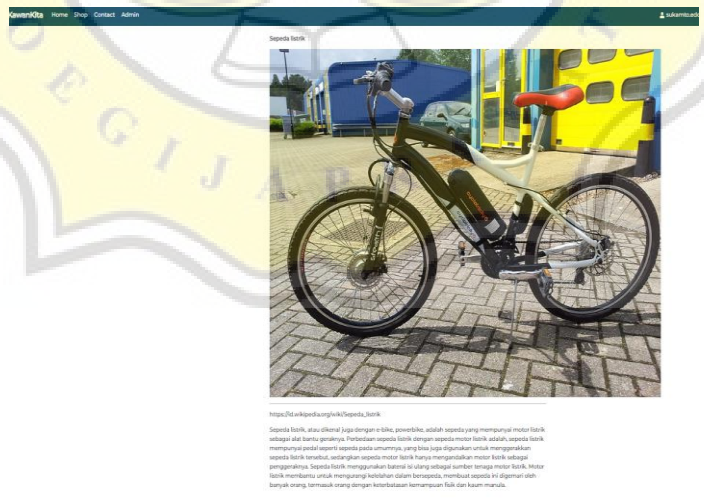 KawanKita Home Shop Contact Admin
Sepeda listrik
https://id.wikipedia.org/wiki/Sepeda_listrik
Sepeda listrik, atau dikenal juga dengan e-bike, powerbike, adalah sepeda yang mempunyai motor listrik
sebagai alat bantu geraknya. Perbedaan sepeda listrik dengan sepeda motor listrik adalah, sepeda listrik
mempunyai pedal seperti sepeda pada umumnya, yang bisa juga digunakan untuk menggerakkan
sepeda listrik tersebut, sedangkan sepeda motor listrik hanya mengandalkan motor listrik sebagai
penggeraknya. Sepeda listrik menggunakan baterai isi ulang sebagai sumber tenaga motor listrik. Motor
listrik membantu untuk mengurangi kelelahan dalam bersepeda, membuat sepeda ini digemari oleh
banyak orang, termasuk orang dengan keterbatasan kemampuan fisik dan kaum manula.